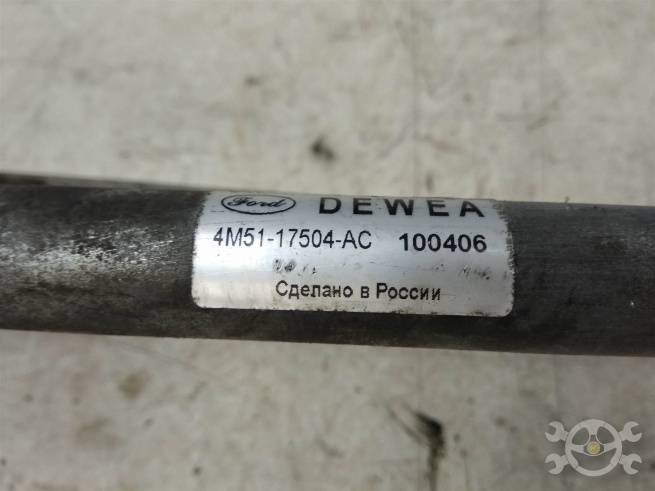 Ford DEWEA
4M51-17504-AC 100406
Сделано в России